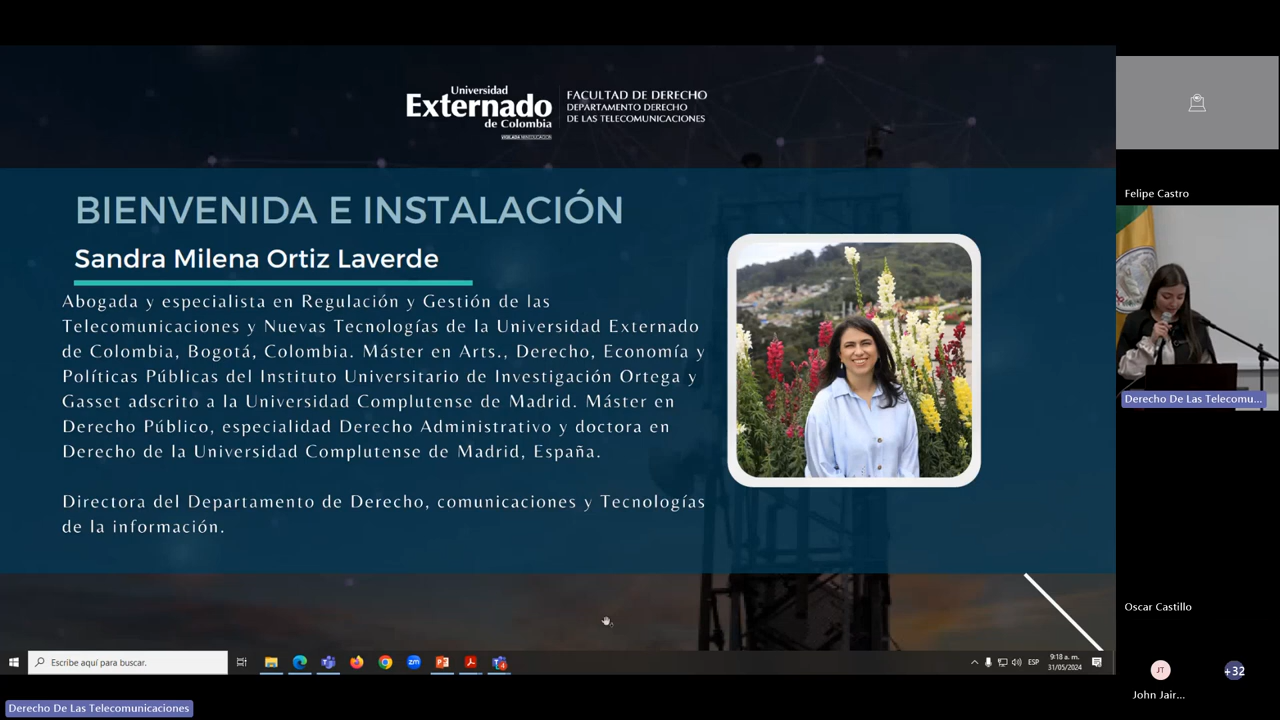 Universidad
Externado
de Colombia
VIGILADA MINEDUCACIÓN
FACULTAD DE DERECHO
DEPARTAMENTO DERECHO
DE LAS TELECOMUNICACIONES
BIENVENIDA E INSTALACIÓN
Sandra Milena Ortiz Laverde
Abogada y especialista en Regulación y Gestión de las
Telecomunicaciones y Nuevas Tecnologías de la Universidad Externado
de Colombia, Bogotá, Colombia. Máster en Arts., Derecho, Economía y
Políticas Públicas del Instituto Universitario de Investigación Ortega y
Gasset adscrito a la Universidad Complutense de Madrid. Máster en
Derecho Público, especialidad Derecho Administrativo y doctora en
Derecho de la Universidad Complutense de Madrid, España.
Directora del Departamento de Derecho, comunicaciones y Tecnologías
de la información.
Felipe Castro
Derecho De Las Telecomu...
Oscar Castillo
JT
+32
John Jair...
Escribe aquí para buscar.
zm
4
ESP
9:18 a. m.
31/05/2024
Derecho De Las Telecomunicaciones